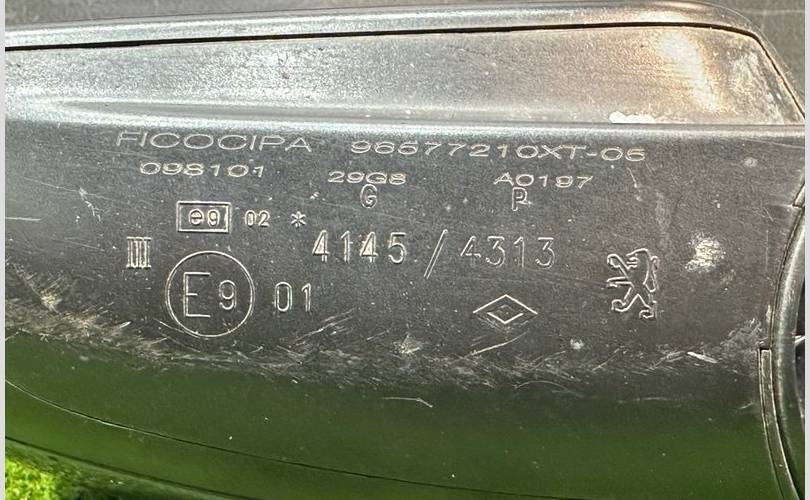 FICOCIPA 96577210XT-05
098101 29G8 A0197
G P
e9 02 *
III 4145 / 4313
E9 01